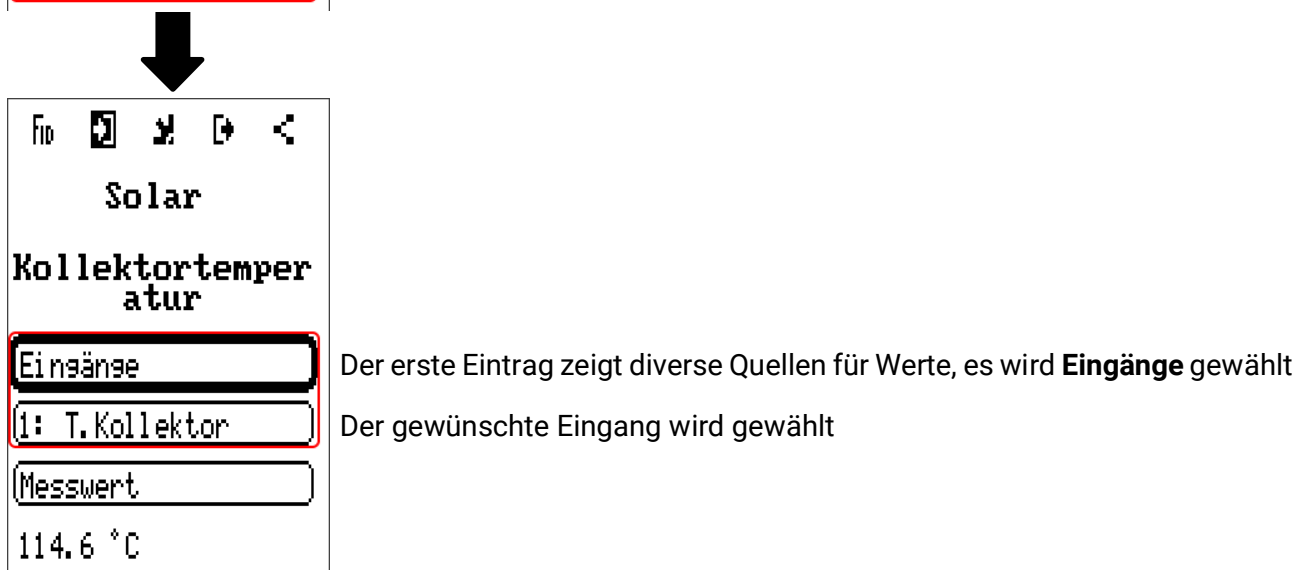 FID
Solar
Kollektortemper
atur
Eingänge
Der erste Eintrag zeigt diverse Quellen für Werte, es wird Eingänge gewählt
1: T.Kollektor
Der gewünschte Eingang wird gewählt
Messwert
114.6 °C